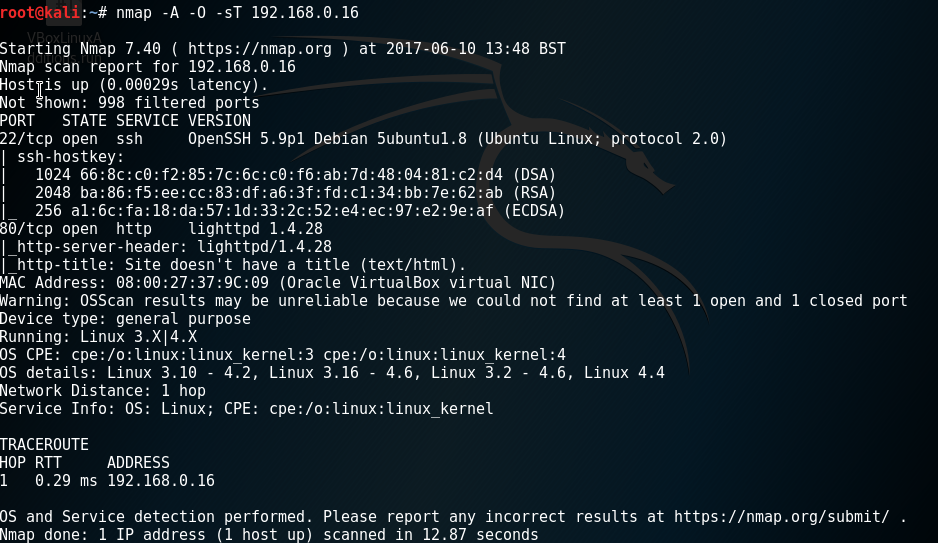 root@kali:~# nmap -A -O -sT 192.168.0.16
VBoxLinuxA
dditions.run
Starting Nmap 7.40 ( https://nmap.org ) at 2017-06-10 13:48 BST
Nmap scan report for 192.168.0.16
Host is up (0.00029s latency).
Not shown: 998 filtered ports
PORT   STATE SERVICE VERSION
22/tcp open  ssh     OpenSSH 5.9p1 Debian 5ubuntu1.8 (Ubuntu Linux; protocol 2.0)
| ssh-hostkey:
|   1024 66:8c:c0:f2:85:7c:6c:c0:f6:ab:7d:48:04:81:c2:d4 (DSA)
|   2048 ba:86:f5:ee:cc:83:df:a6:3f:fd:c1:34:bb:7e:62:ab (RSA)
|_  256 a1:6c:fa:18:da:57:1d:33:2c:52:e4:ec:97:e2:9e:af (ECDSA)
80/tcp open  http    lighttpd 1.4.28
|_http-server-header: lighttpd/1.4.28
|_http-title: Site doesn't have a title (text/html).
MAC Address: 08:00:27:37:9C:09 (Oracle VirtualBox virtual NIC)
Warning: OSScan results may be unreliable because we could not find at least 1 open and 1 closed port
Device type: general purpose
Running: Linux 3.X|4.X
OS CPE: cpe:/o:linux:linux_kernel:3 cpe:/o:linux:linux_kernel:4
OS details: Linux 3.10 - 4.2, Linux 3.16 - 4.6, Linux 3.2 - 4.6, Linux 4.4
Network Distance: 1 hop
Service Info: OS: Linux; CPE: cpe:/o:linux:linux_kernel
TRACEROUTE
HOP RTT     ADDRESS
1   0.29 ms 192.168.0.16
OS and Service detection performed. Please report any incorrect results at https://nmap.org/submit/ .
Nmap done: 1 IP address (1 host up) scanned in 12.87 seconds